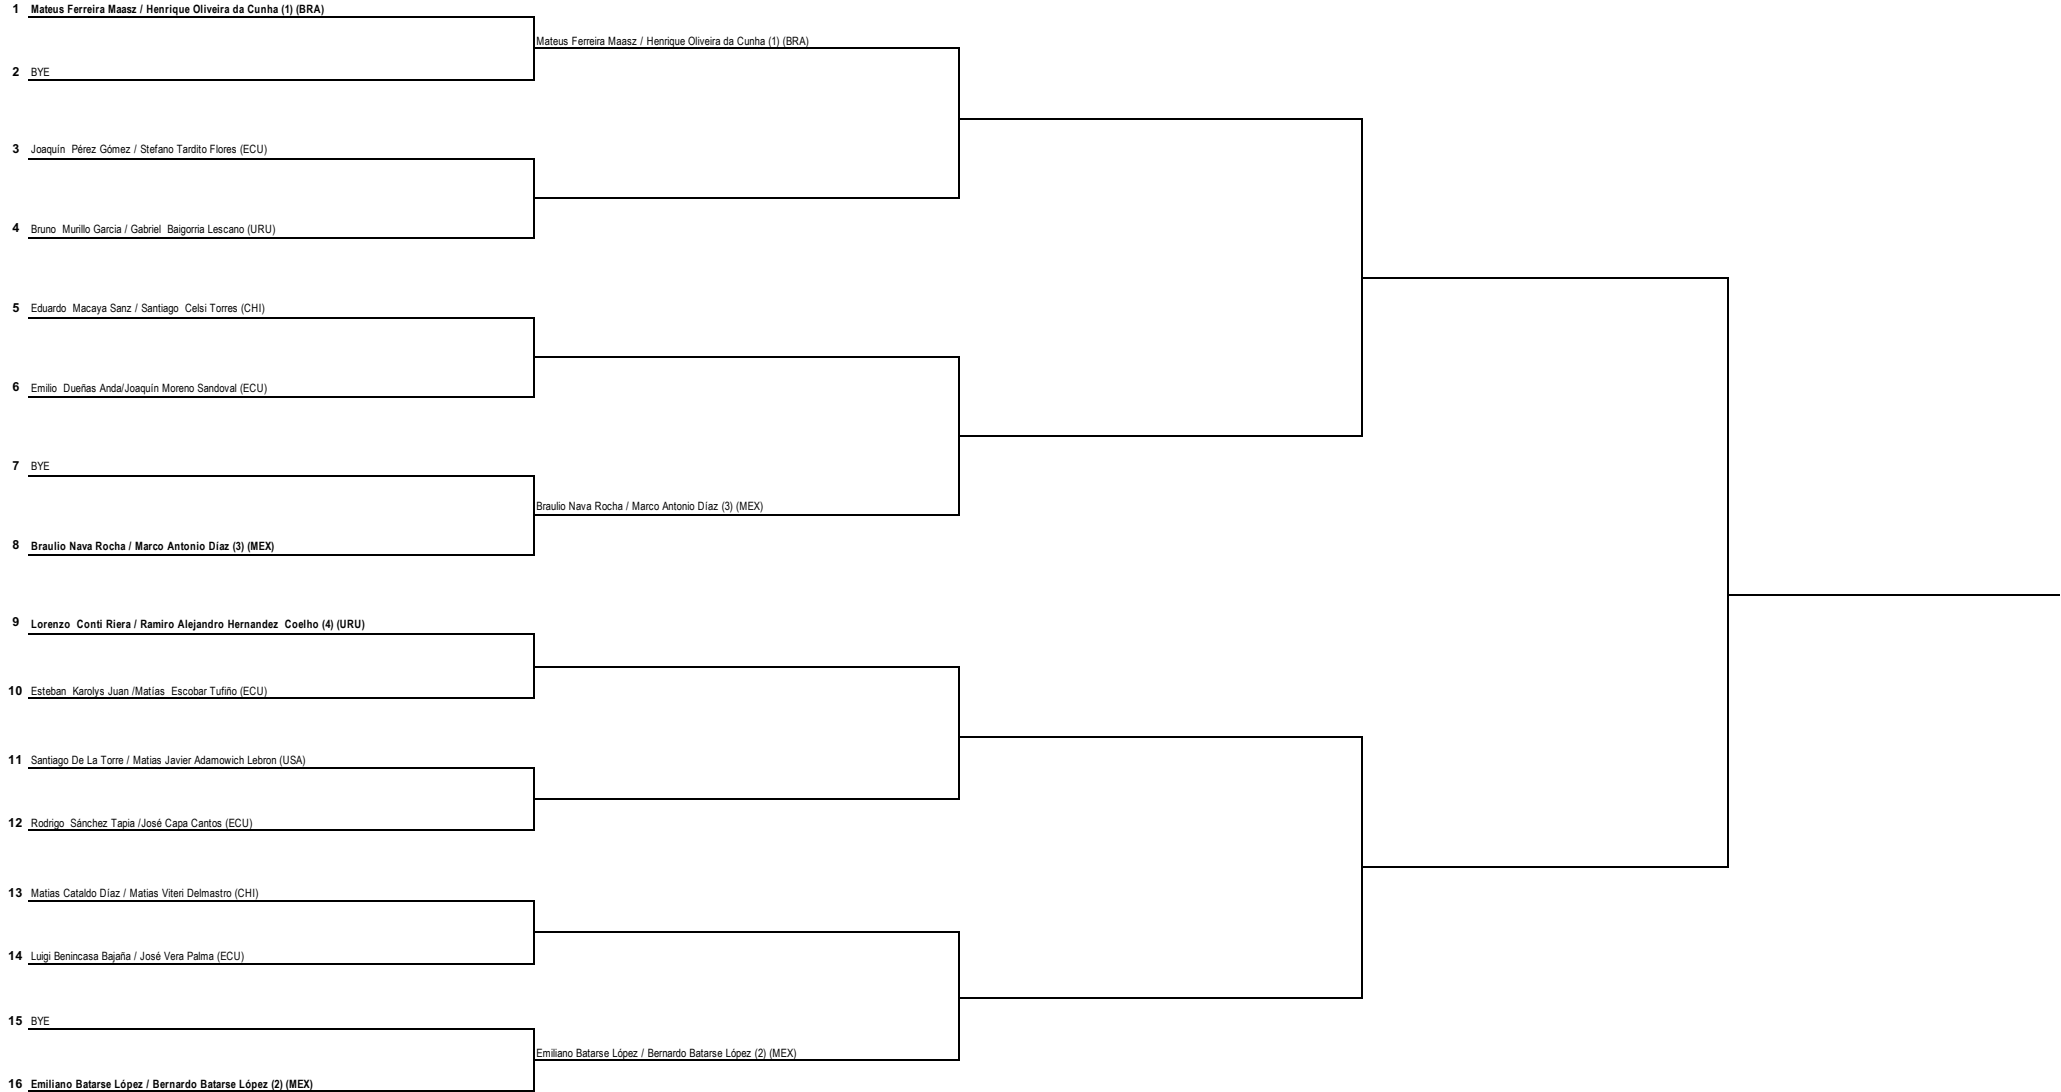 1 Mateus Ferreira Maasz / Henrique Oliveira da Cunha (1) (BRA)
Mateus Ferreira Maasz / Henrique Oliveira da Cunha (1) (BRA)
2 BYE
3 Joaquín Pérez Gómez / Stefano Tardito Flores (ECU)
4 Bruno Murillo Garcia / Gabriel Baigorria Lescano (URU)
5 Eduardo Macaya Sanz / Santiago Celsi Torres (CHI)
6 Emilio Dueñas Anda/Joaquín Moreno Sandoval (ECU)
7 BYE
Braulio Nava Rocha / Marco Antonio Díaz (3) (MEX)
8 Braulio Nava Rocha / Marco Antonio Díaz (3) (MEX)
9 Lorenzo Conti Riera / Ramiro Alejandro Hernandez Coelho (4) (URU)
10 Esteban Karolys Juan /Matías Escobar Tufiño (ECU)
11 Santiago De La Torre / Matias Javier Adamowich Lebron (USA)
12 Rodrigo Sánchez Tapia /José Capa Cantos (ECU)
13 Matias Cataldo Díaz / Matias Viteri Delmastro (CHI)
14 Luigi Benincasa Bajaña / José Vera Palma (ECU)
15 BYE
Emiliano Batarse López / Bernardo Batarse López (2) (MEX)
16 Emiliano Batarse López / Bernardo Batarse López (2) (MEX)